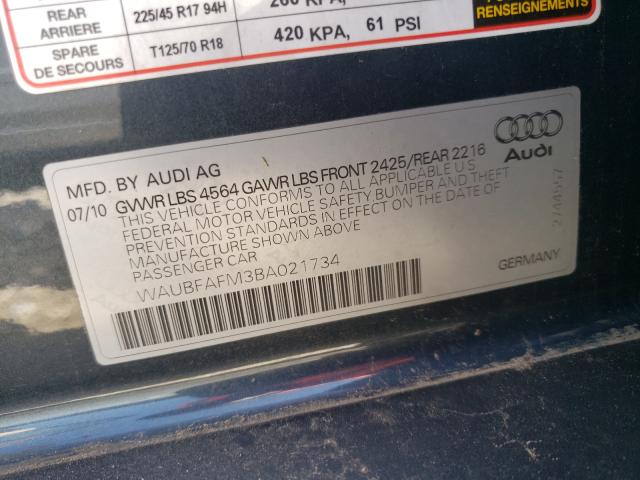 REAR
ARRIERE
225/45 R17 94H
SPARE
DE SECOURS
T125/70 R18
420 KPA, 61 PSI
RENSEIGNEMENTS
MFD. BY AUDI AG
07/10 GVWR LBS 4564 GAWR LBS FRONT 2425/REAR 2216
THIS VEHICLE CONFORMS TO ALL APPLICABLE U.S.
FEDERAL MOTOR VEHICLE SAFETY BUMPER AND THEFT
PREVENTION STANDARDS IN EFFECT ON THE DATE OF
MANUFACTURE SHOWN ABOVE
PASSENGER CAR
WAUBFAFM3BA021734
Audi
2744557
GERMANY